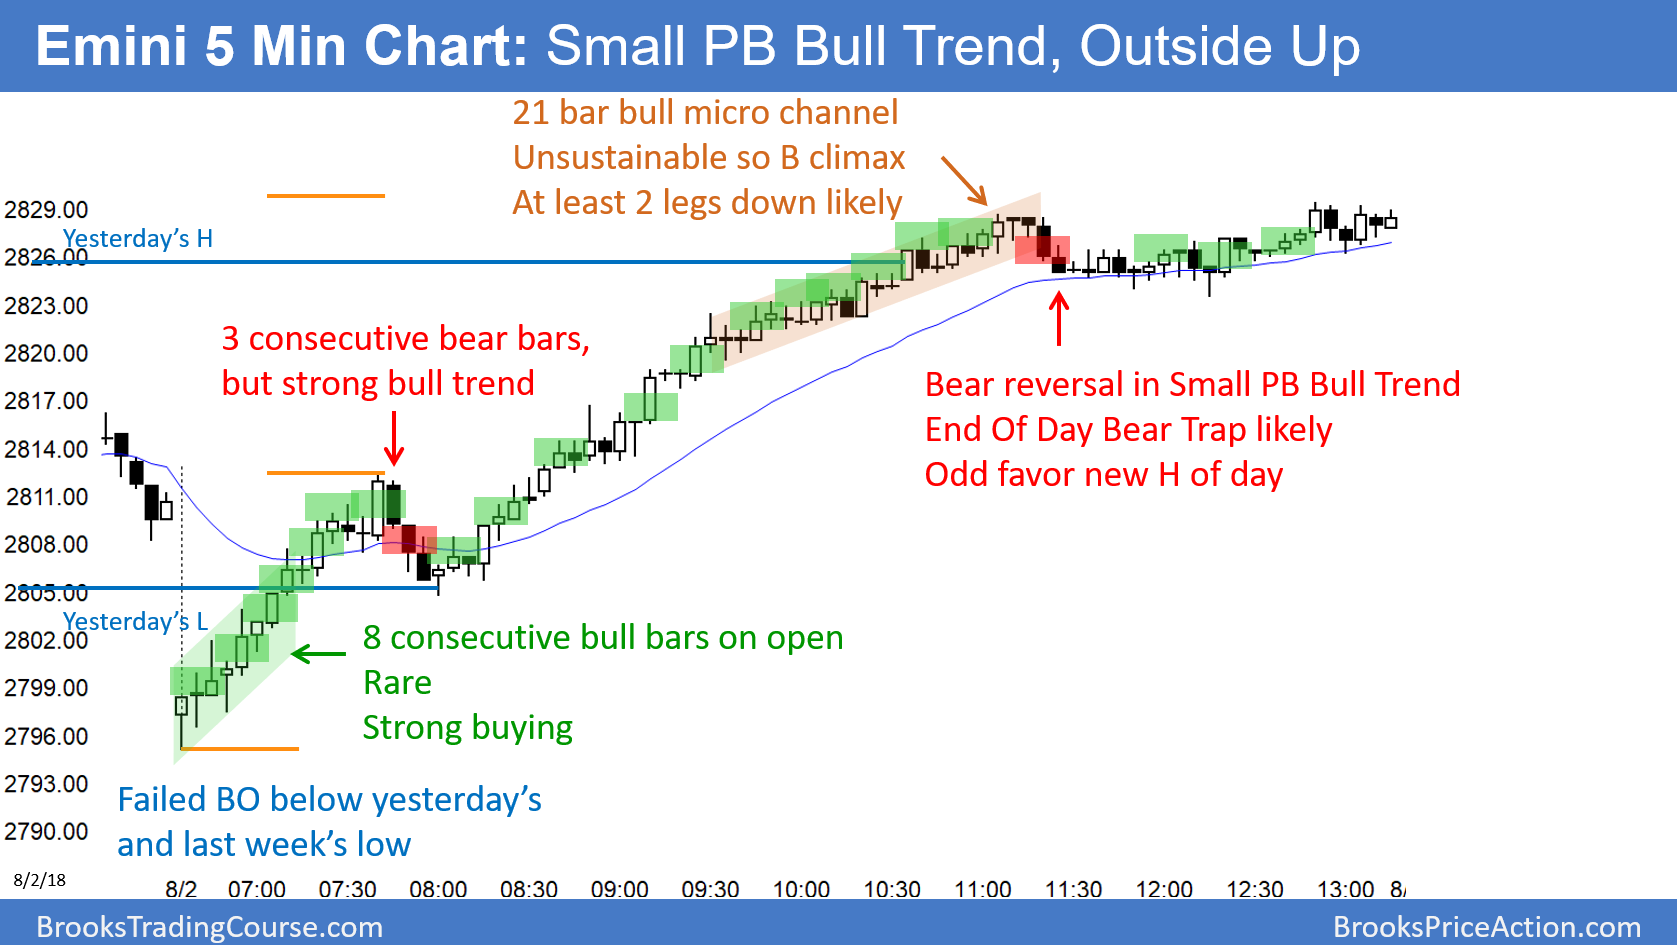 Emini 5 Min Chart: Small PB Bull Trend, Outside Up
21 bar bull micro channel
Unsustainable so B climax
At least 2 legs down likely
2829.00
Yesterday's H
2826.00
2823.00
2820.00
2817.00
2814.00
2811.00
2808.00
2805.00
Yesterday's L
2802.00
2799.00
2796.00
2793.00
2790.00
3 consecutive bear bars,
but strong bull trend
Bear reversal in Small PB Bull Trend
End Of Day Bear Trap likely
Odd favor new H of day
8 consecutive bull bars on open
Rare
Strong buying
Failed BO below yesterday's
and last week's low
8/2/18
8/2 07:00 07:30 08:00 08:30 09:00 09:30 10:00 10:30 11:00 11:30 12:00 12:30 13:00 8/
BrooksTradingCourse.com
BrooksPriceAction.com